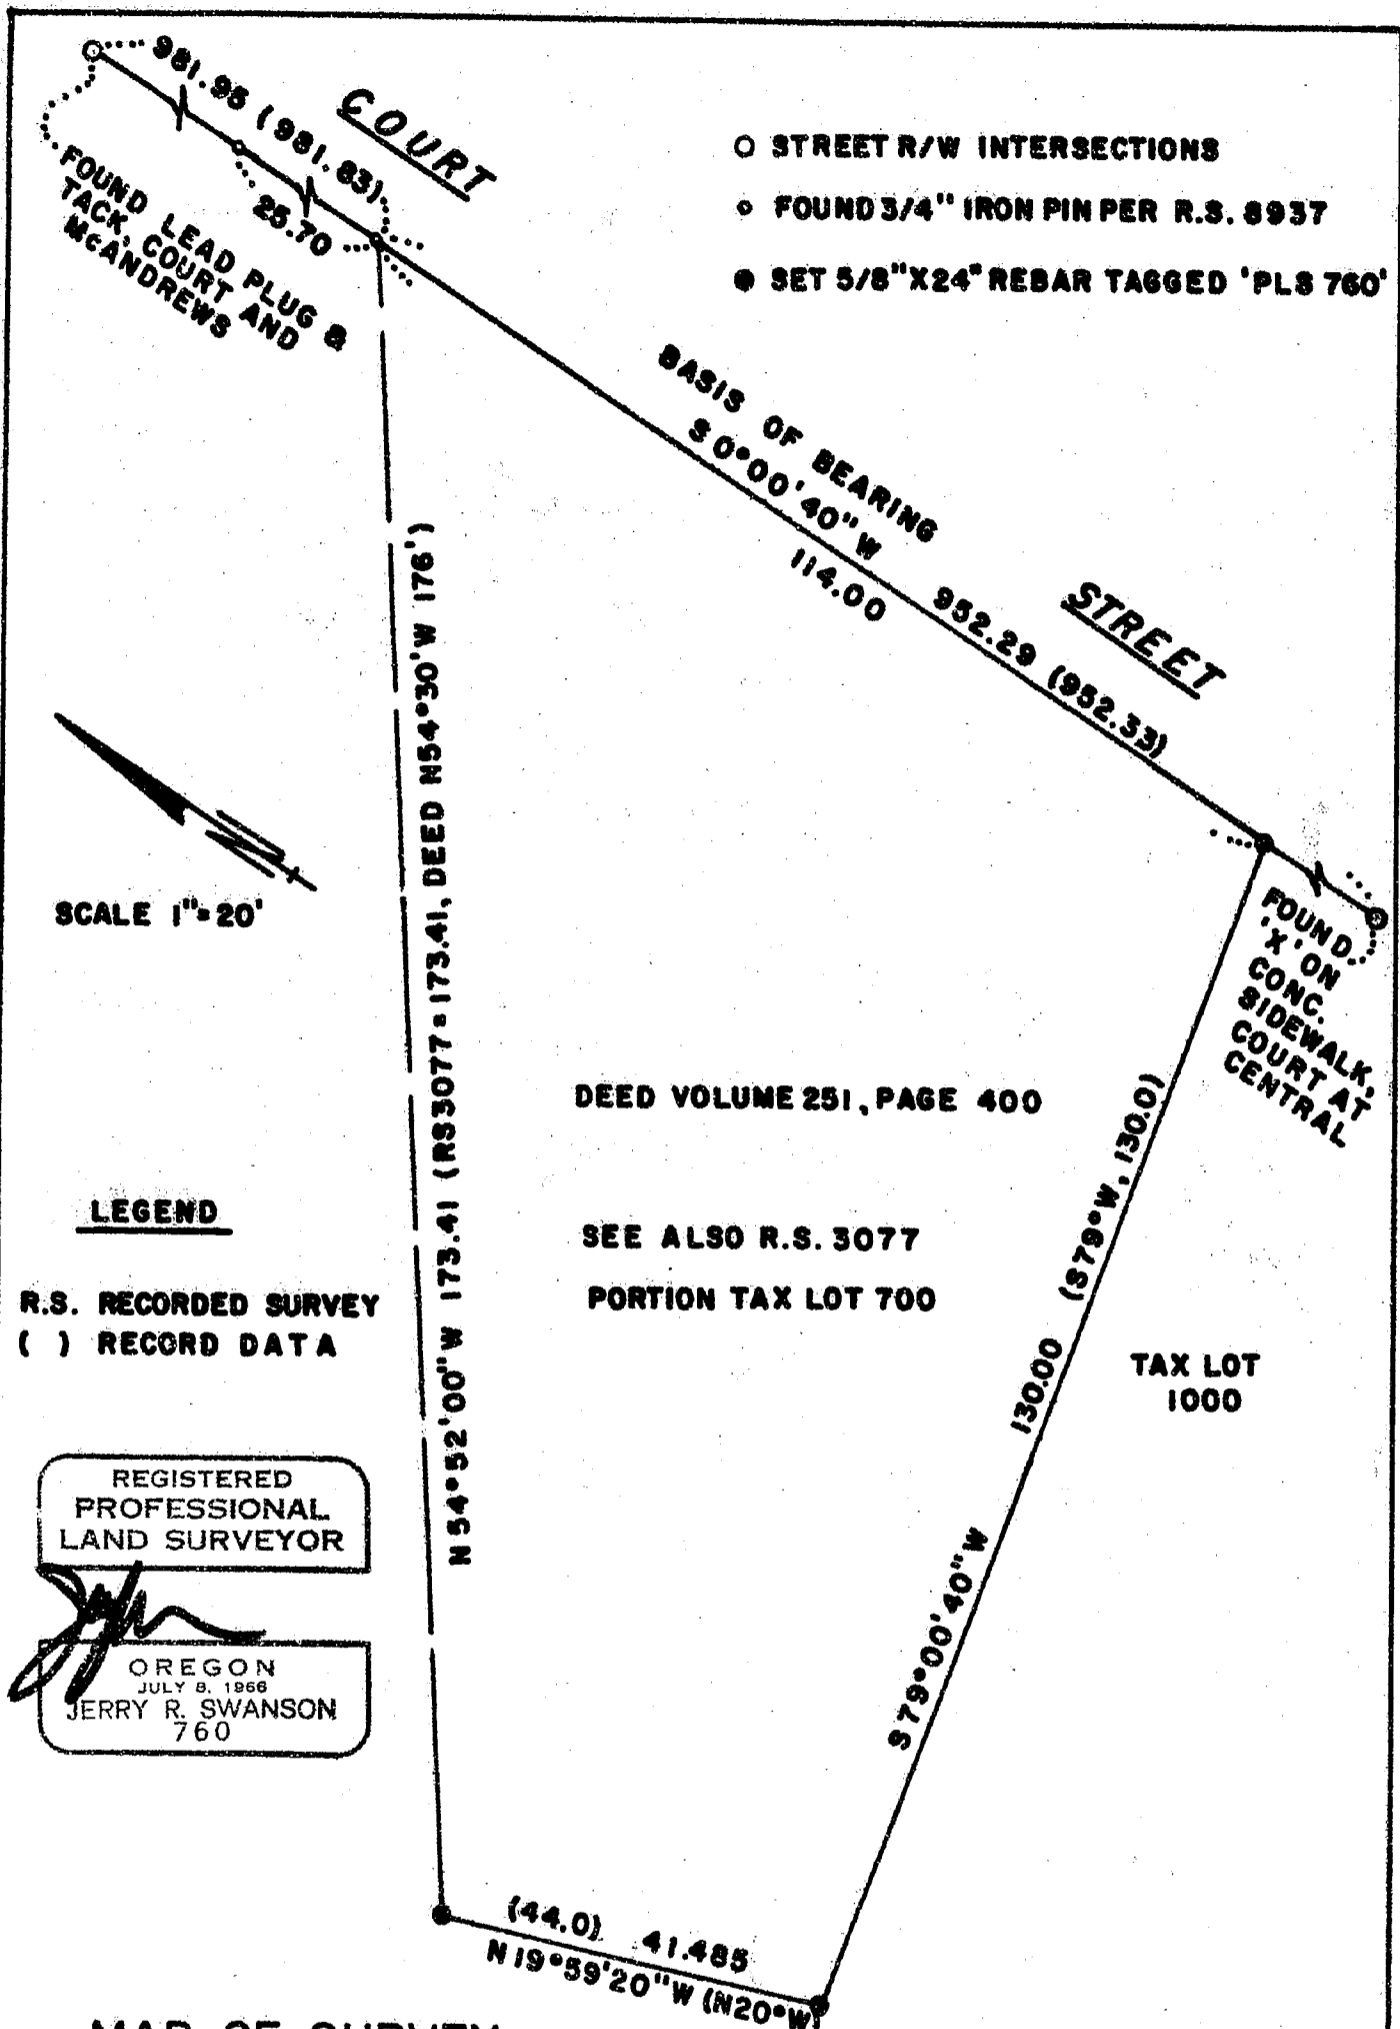 981.95 (981.83)
COURT
25.70
FOUND LEAD PLUG &
TACK, COURT AND
McANDREWS
STREET R/W INTERSECTIONS
FOUND 3/4" IRON PIN PER R.S. 8937
SET 5/8"X24" REBAR TAGGED 'PLS 760'
BASIS OF BEARING
S0°00'40"W
114.00
952.29 (952.33)
STREET
N
SCALE 1"=20'
FOUND
'X' ON
CONC.
SIDEWALK,
COURT AT
CENTRAL
N54°52'00"W 173.41 (RS3077=173.41, DEED N54°30'W 176')
DEED VOLUME 251, PAGE 400
SEE ALSO R.S. 3077
PORTION TAX LOT 700
S79°00'40"W 130.00 (S79°W, 130.0)
TAX LOT
1000
LEGEND
R.S. RECORDED SURVEY
( ) RECORD DATA
REGISTERED
PROFESSIONAL
LAND SURVEYOR
OREGON
JULY 8, 1966
JERRY R. SWANSON
760
(44.0) 41.485
N19°59'20"W (N20°W)
MAP OF SURVEY